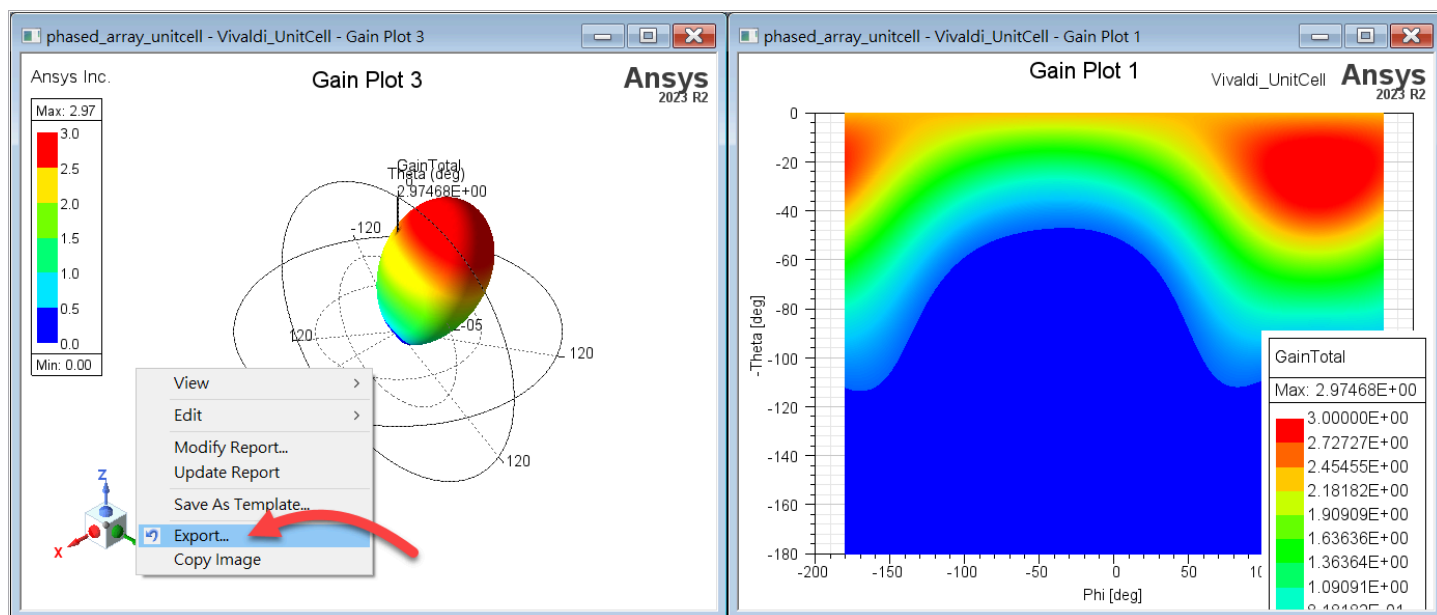 phased_array_unitcell - Vivaldi_UnitCell - Gain Plot 3
Ansys Inc.
Gain Plot 3
Ansys
2023 R2
Max: 2.97
3.0
2.5
2.0
1.5
1.0
0.5
0.0
Min: 0.00
GainTotal
Theta (deg)
2.97468E+00
-120
120
-05
120
120
View
Edit
Modify Report...
Update Report
Save As Template...
Export...
Copy Image
Z
X
phased_array_unitcell - Vivaldi_UnitCell - Gain Plot 1
Gain Plot 1
Vivaldi_UnitCell
Ansys
2023 R2
0
-20
-40
-60
-80
-100
-120
-140
-160
-180
-Theta [deg]
-200
-150
-100
-50
0
50
Phi [deg]
GainTotal
Max: 2.97468E+00
3.00000E+00
2.72727E+00
2.45455E+00
2.18182E+00
1.90909E+00
1.63636E+00
1.36364E+00
1.09091E+00